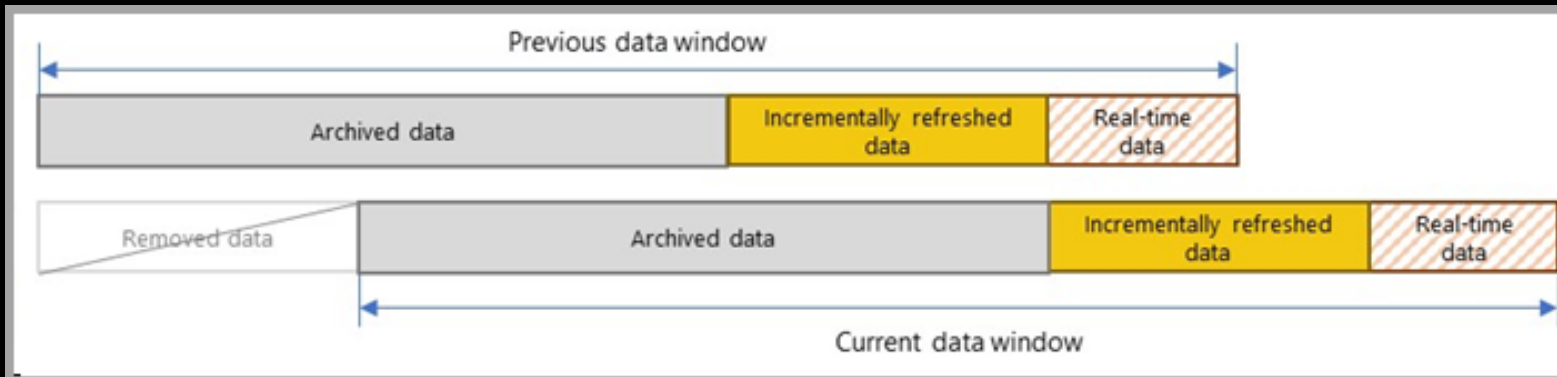 Previous data window
Archived data
Incrementally refreshed
data
Real-time
data
Removed data
Archived data
Incrementally refreshed
data
Real-time
data
Current data window